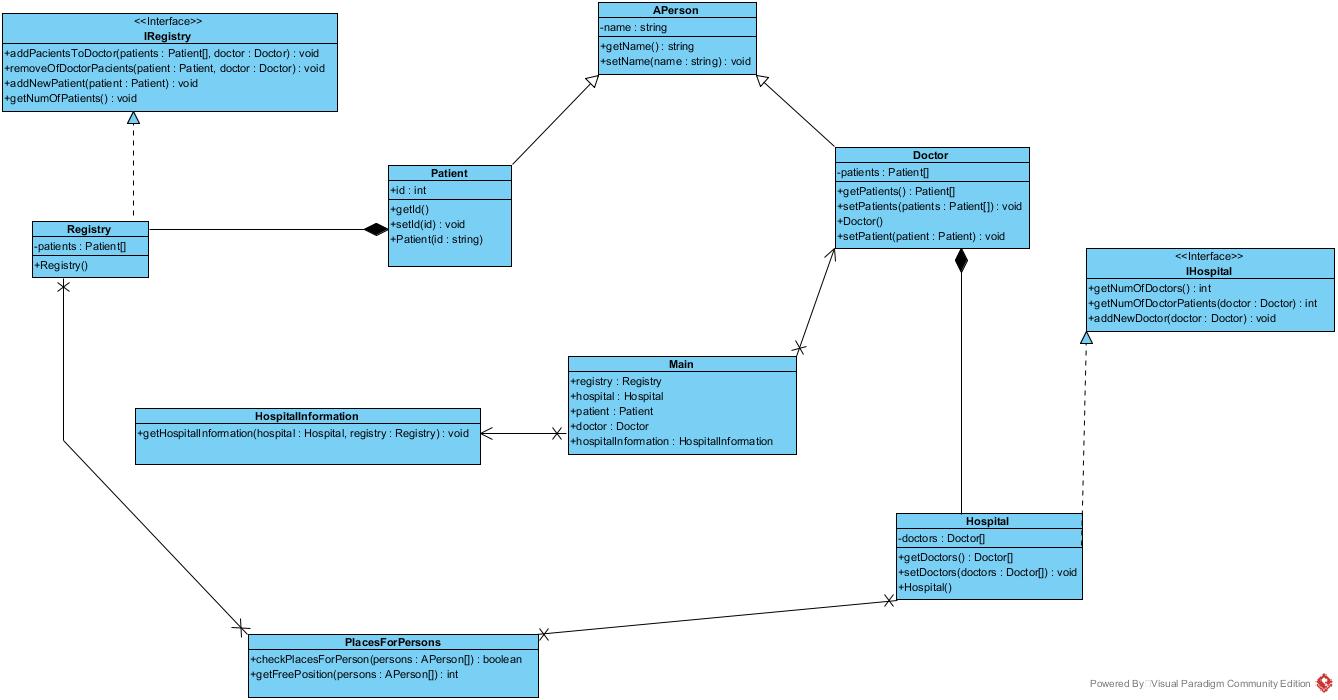 <<Interface>>
IRegistry
+addPacientsToDoctor(patients : Patient[], doctor : Doctor) : void
+removeOfDoctorPacients(patient : Patient, doctor : Doctor) : void
+addNewPatient(patient : Patient) : void
+getNumOfPatients() : void
APerson
-name : string
+getName() : string
+setName(name : string) : void
Patient
+id : int
+getId()
+setId(id) : void
+Patient(id : string)
Doctor
-patients : Patient[]
+getPatients() : Patient[]
+setPatients(patients : Patient[]) : void
+Doctor()
+setPatient(patient : Patient) : void
Registry
-patients : Patient[]
+Registry()
<<Interface>>
IHospital
+getNumOfDoctors() : int
+getNumOfDoctorPatients(doctor : Doctor) : int
+addNewDoctor(doctor : Doctor) : void
Main
+registry : Registry
+hospital : Hospital
+patient : Patient
+doctor : Doctor
+hospitalInformation : HospitalInformation
HospitalInformation
+getHospitalInformation(hospital : Hospital, registry : Registry) : void
Hospital
-doctors : Doctor[]
+getDoctors() : Doctor[]
+setDoctors(doctors : Doctor[]) : void
+Hospital()
PlacesForPersons
+checkPlacesForPerson(persons : APerson[]) : boolean
+getFreePosition(persons : APerson[]) : int
Powered By Visual Paradigm Community Edition